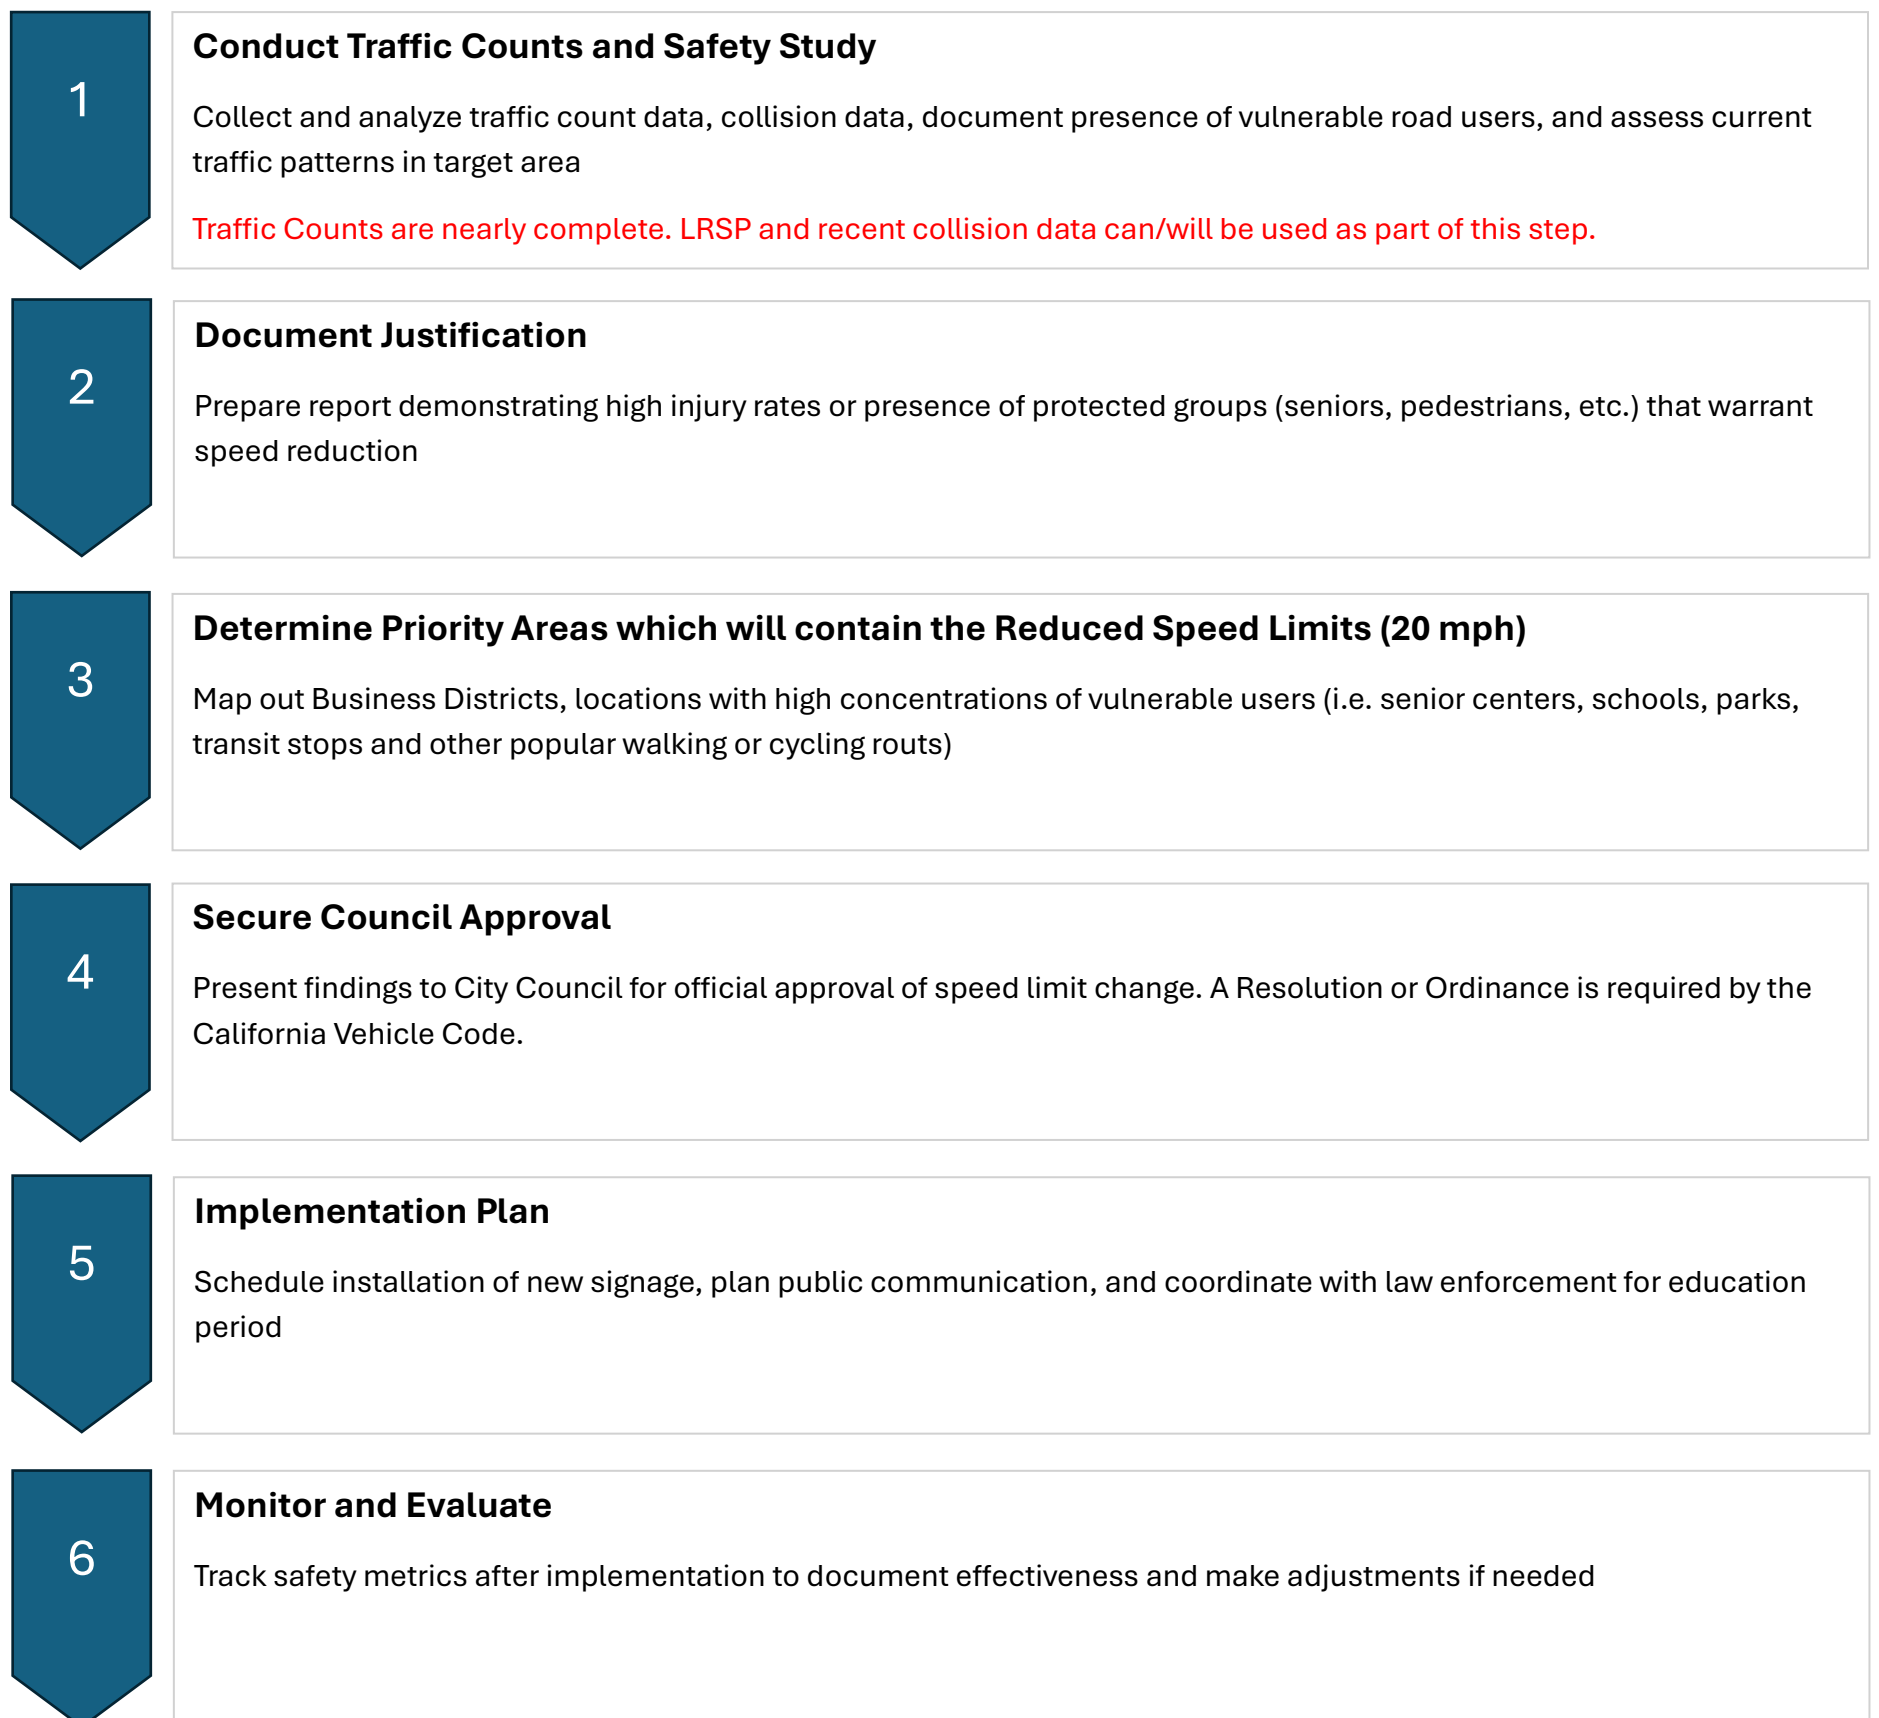 1
Conduct Traffic Counts and Safety Study
Collect and analyze traffic count data, collision data, document presence of vulnerable road users, and assess current
traffic patterns in target area
Traffic Counts are nearly complete. LRSP and recent collision data can/will be used as part of this step.
2
Document Justification
Prepare report demonstrating high injury rates or presence of protected groups (seniors, pedestrians, etc.) that warrant
speed reduction
3
Determine Priority Areas which will contain the Reduced Speed Limits (20 mph)
Map out Business Districts, locations with high concentrations of vulnerable users (i.e. senior centers, schools, parks,
transit stops and other popular walking or cycling routs)
4
Secure Council Approval
Present findings to City Council for official approval of speed limit change. A Resolution or Ordinance is required by the
California Vehicle Code.
5
Implementation Plan
Schedule installation of new signage, plan public communication, and coordinate with law enforcement for education
period
6
Monitor and Evaluate
Track safety metrics after implementation to document effectiveness and make adjustments if needed